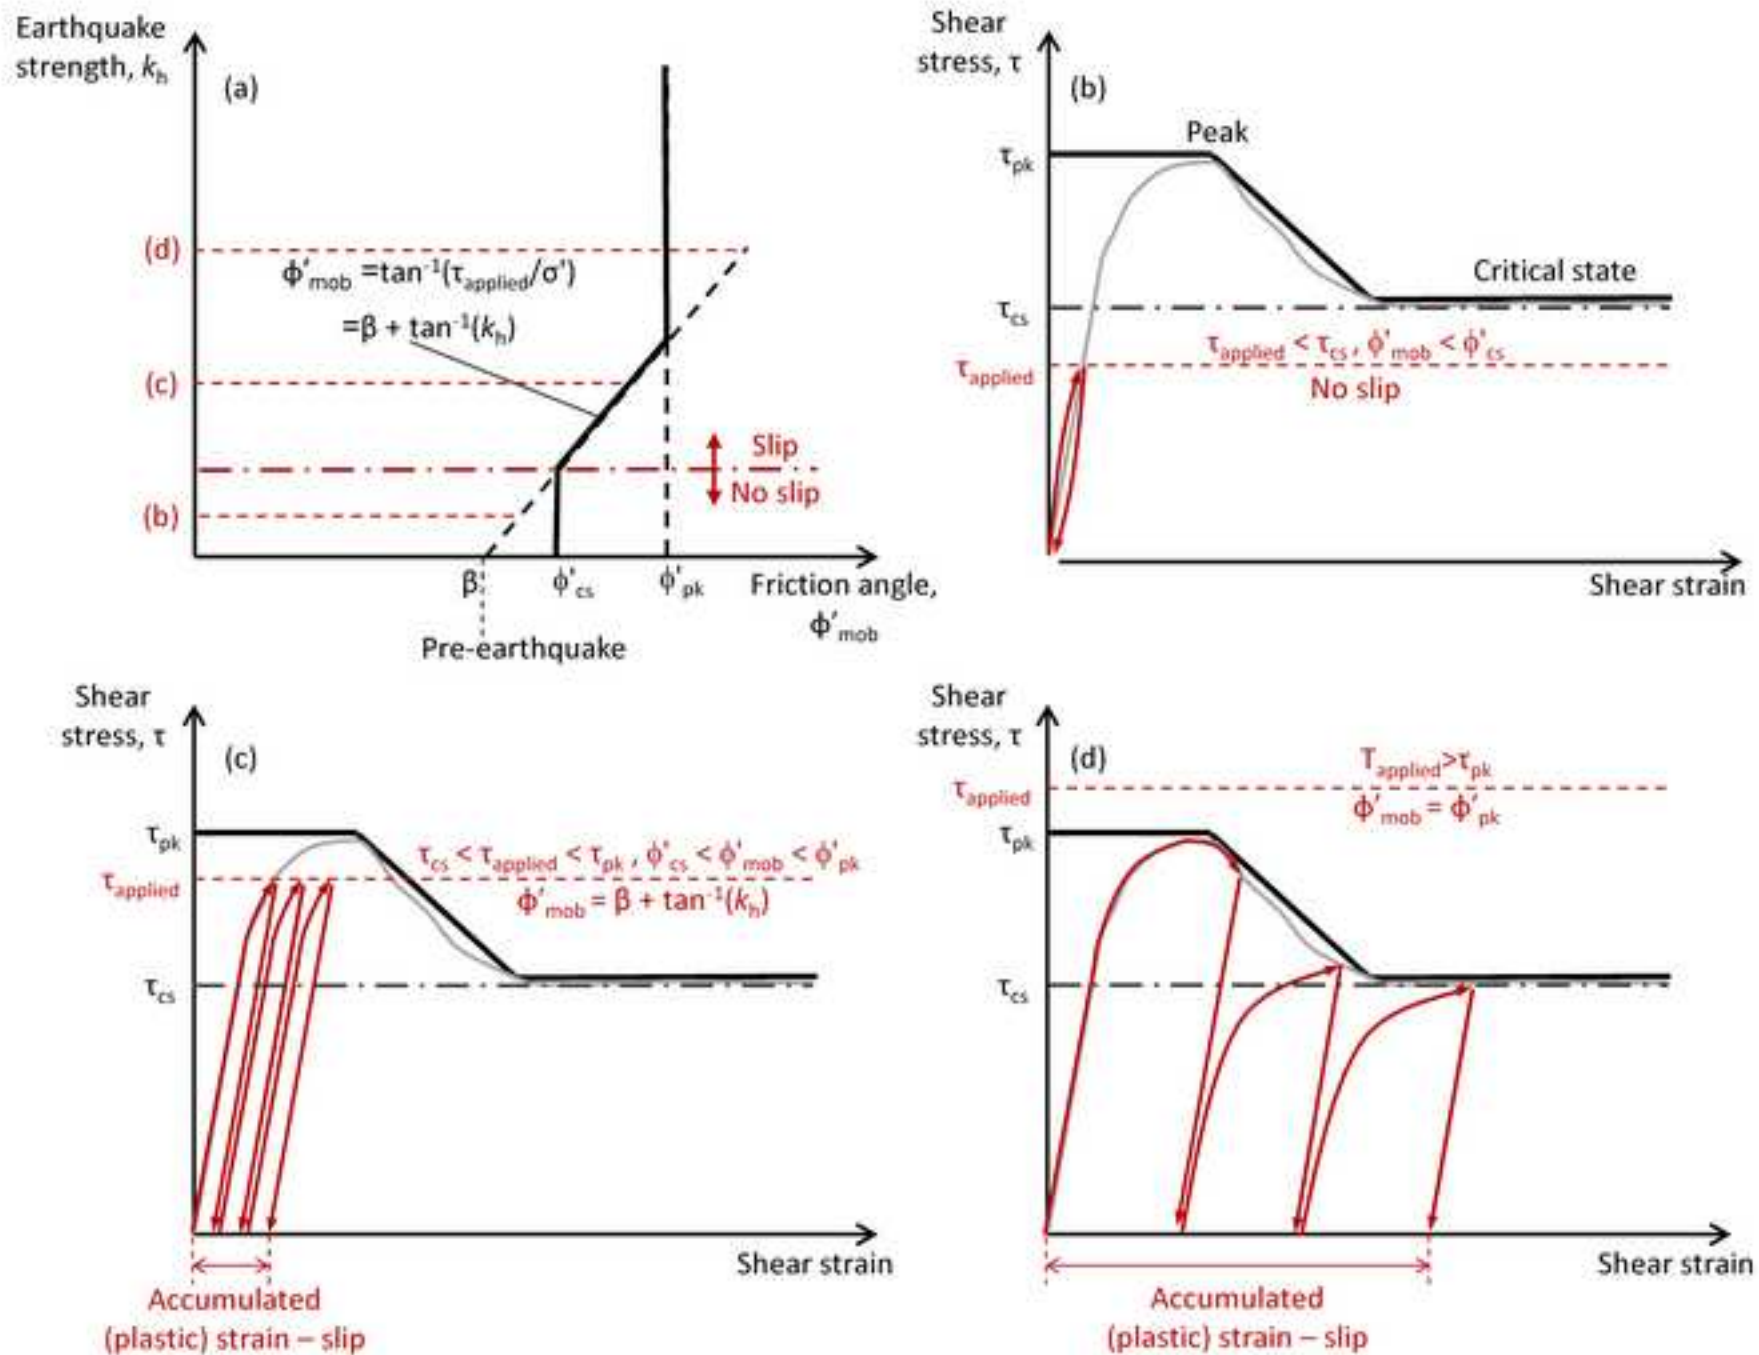 Earthquake
strength, kₕ
(a)
(d)
ϕ'mob =tan⁻¹(τapplied/σ')
=β + tan⁻¹(kₕ)
(c)
Slip
No slip
(b)
β
ϕ'cs
ϕ'pk
Friction angle,
ϕ'mob
Pre-earthquake
Shear
stress, τ
(b)
Peak
τpk
Critical state
τcs
τapplied < τcs , ϕ'mob < ϕ'cs
τapplied
No slip
Shear strain
Shear
stress, τ
(c)
τpk
τcs < τapplied < τpk , ϕ'cs < ϕ'mob < ϕ'pk
τapplied
ϕ'mob = β + tan⁻¹(kₕ)
τcs
Shear strain
Accumulated
(plastic) strain – slip
Shear
stress, τ
(d)
Tapplied>τpk
τapplied
ϕ'mob = ϕ'pk
τpk
τcs
Shear strain
Accumulated
(plastic) strain – slip